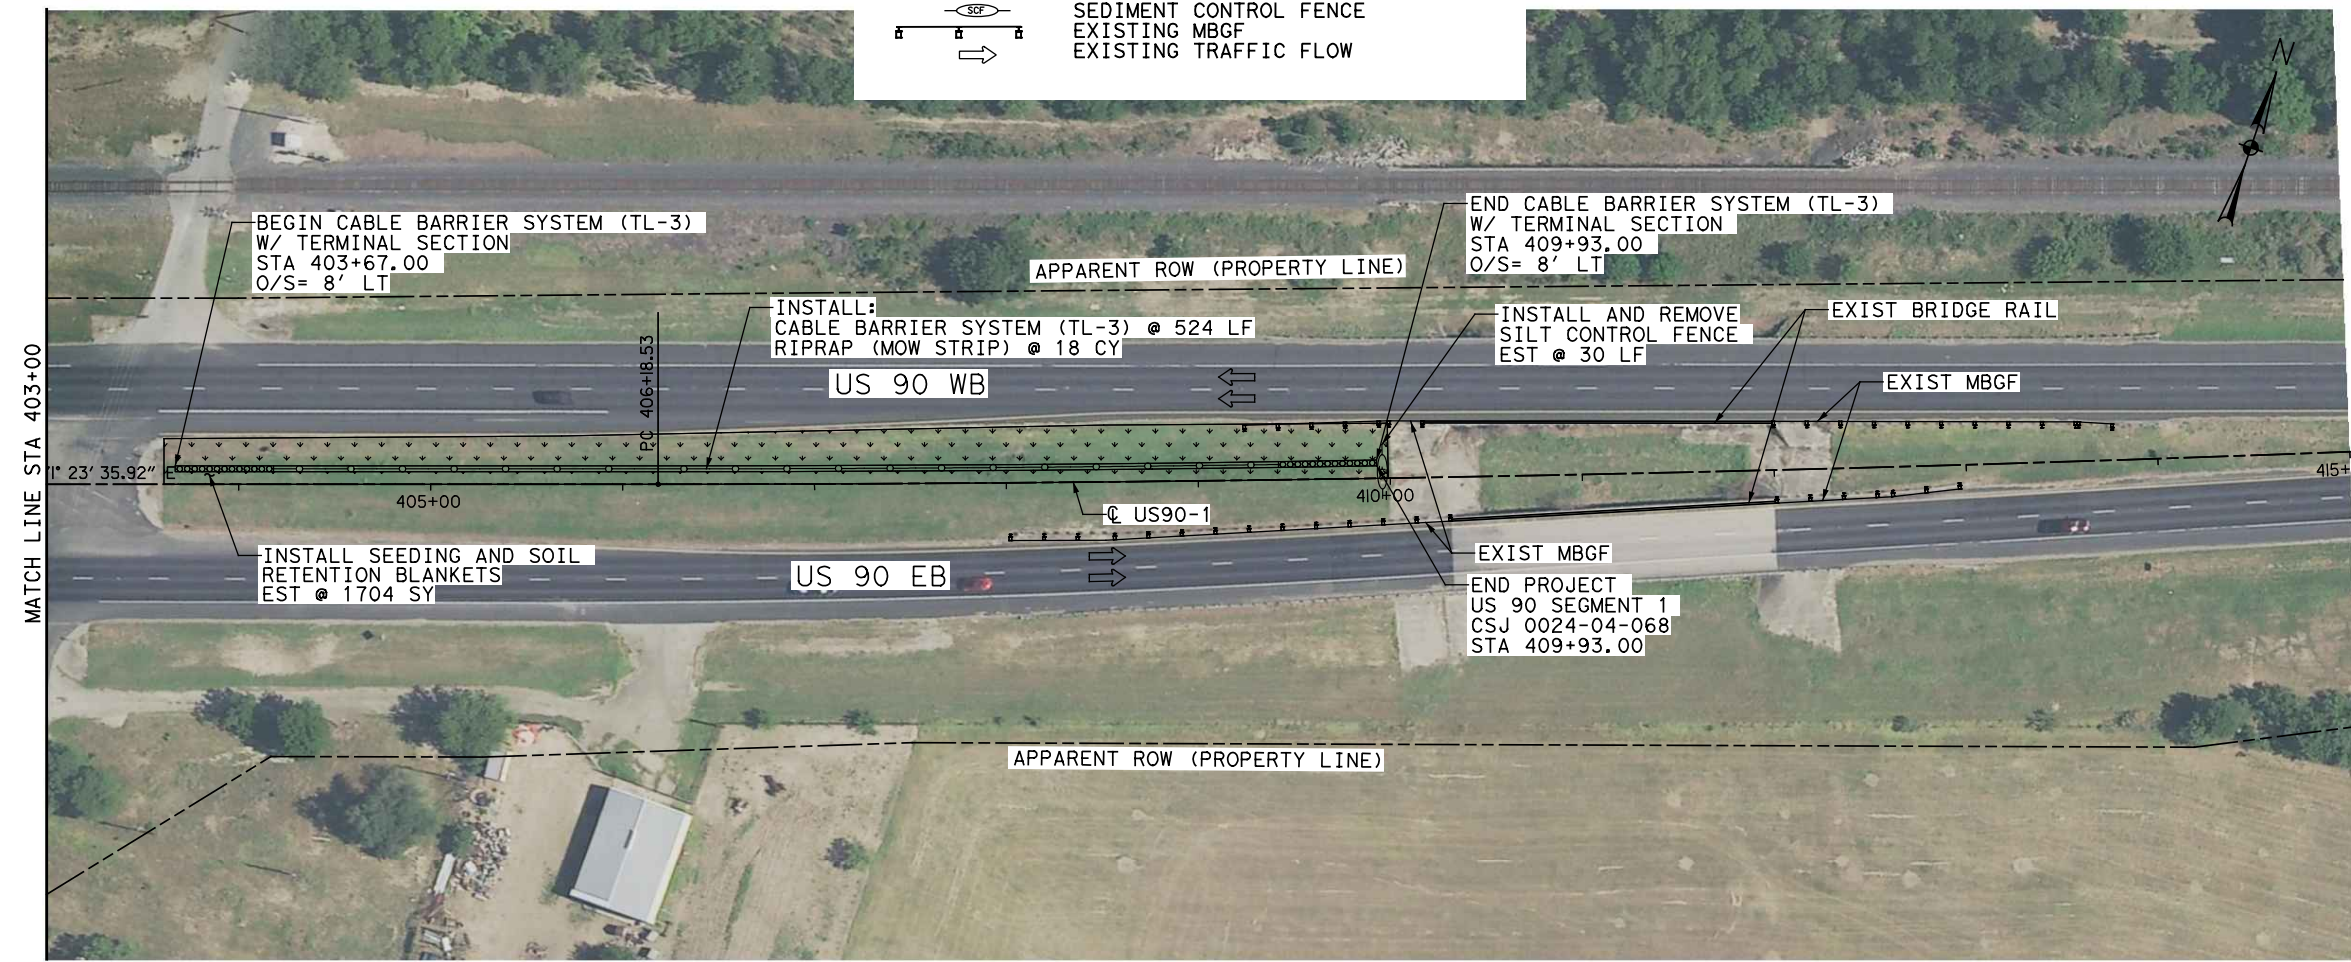 SCF
SEDIMENT CONTROL FENCE
EXISTING MBGF
EXISTING TRAFFIC FLOW
N
BEGIN CABLE BARRIER SYSTEM (TL-3)
W/ TERMINAL SECTION
STA 403+67.00
O/S= 8' LT
END CABLE BARRIER SYSTEM (TL-3)
W/ TERMINAL SECTION
STA 409+93.00
O/S= 8' LT
APPARENT ROW (PROPERTY LINE)
INSTALL:
CABLE BARRIER SYSTEM (TL-3) @ 524 LF
RIPRAP (MOW STRIP) @ 18 CY
INSTALL AND REMOVE
SILT CONTROL FENCE
EST @ 30 LF
EXIST BRIDGE RAIL
EXIST MBGF
MATCH LINE STA 403+00
PC 406+18.53
US 90 WB
1° 23' 35.92" E
405+00
410+00
415+
℄ US90-1
INSTALL SEEDING AND SOIL
RETENTION BLANKETS
EST @ 1704 SY
US 90 EB
EXIST MBGF
END PROJECT
US 90 SEGMENT 1
CSJ 0024-04-068
STA 409+93.00
APPARENT ROW (PROPERTY LINE)